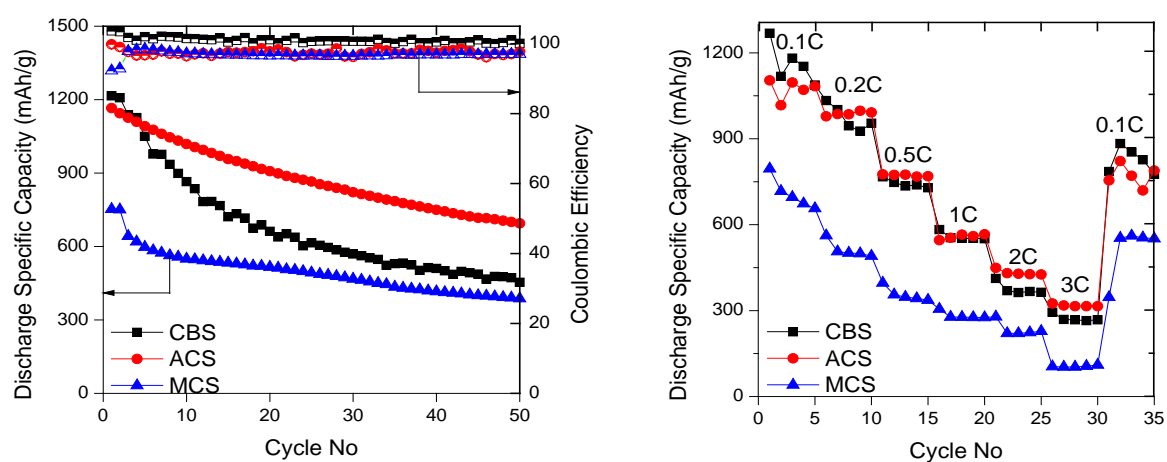 1500
1200
900
600
300
0
Discharge Specific Capacity (mAh/g)
CBS
ACS
MCS
0 10 20 30 40 50
Cycle No
100
80
60
40
20
0
Coulombic Efficiency
1200
900
600
300
0
Discharge Specific Capacity (mAh/g)
0.1C
0.2C
0.5C
1C
2C
3C
0.1C
CBS
ACS
MCS
0 5 10 15 20 25 30 35
Cycle No